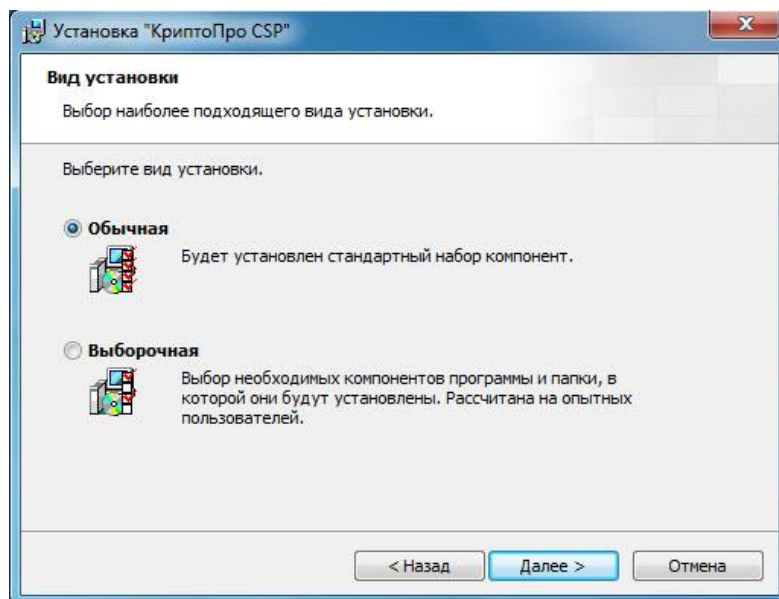 Установка "КриптоПро CSP"
Вид установки
Выбор наиболее подходящего вида установки.
Выберите вид установки.
Обычная
Будет установлен стандартный набор компонент.
Выборочная
Выбор необходимых компонентов программы и папки, в
которой они будут установлены. Рассчитана на опытных
пользователей.
< Назад Далее > Отмена